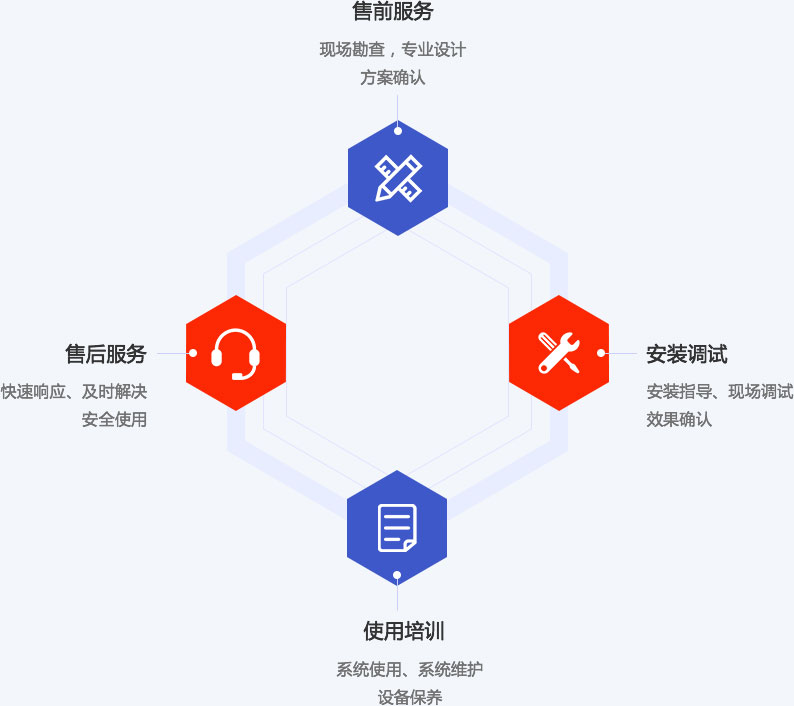 售前服务
现场勘查，专业设计
方案确认
售后服务
快速响应、及时解决
安全使用
安装调试
安装指导、现场调试
效果确认
使用培训
系统使用、系统维护
设备保养